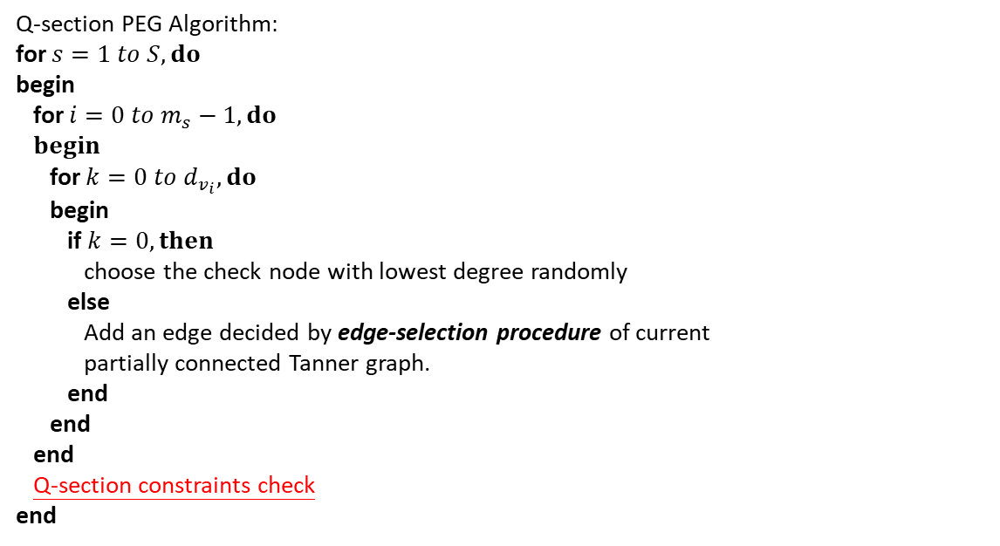 Q-section PEG Algorithm:
for s = 1 to S, do
begin
for i = 0 to mₛ − 1, do
begin
for k = 0 to d_{v_i}, do
begin
if k = 0, then
choose the check node with lowest degree randomly
else
Add an edge decided by edge-selection procedure of current
partially connected Tanner graph.
end
end
end
Q-section constraints check
end